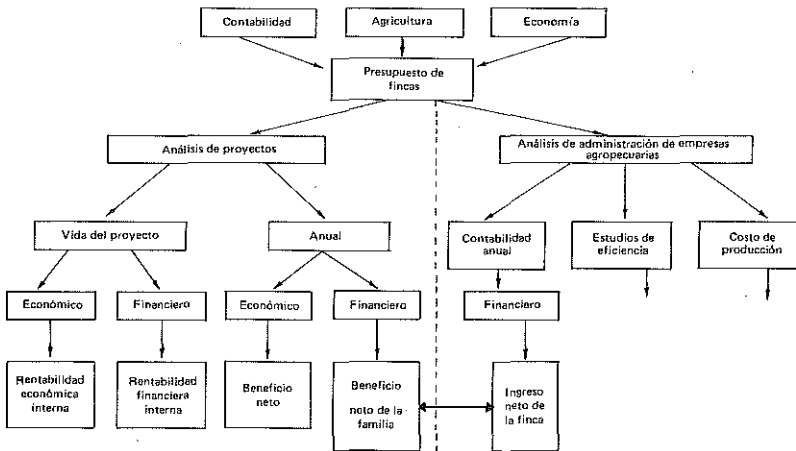 Contabilidad
Agricultura
Economía
Presupuesto de
fincas
Análisis de proyectos
Análisis de administración de empresas
agropecuarias
Vida del proyecto
Anual
Contabilidad
anual
Estudios de
eficiencia
Costo de
producción
Económico
Financiero
Económico
Financiero
Financiero
Rentabilidad
económica
interna
Rentabilidad
financiera
interna
Beneficio
neto
Beneficio
neto de la
familia
Ingreso
neto de
la finca